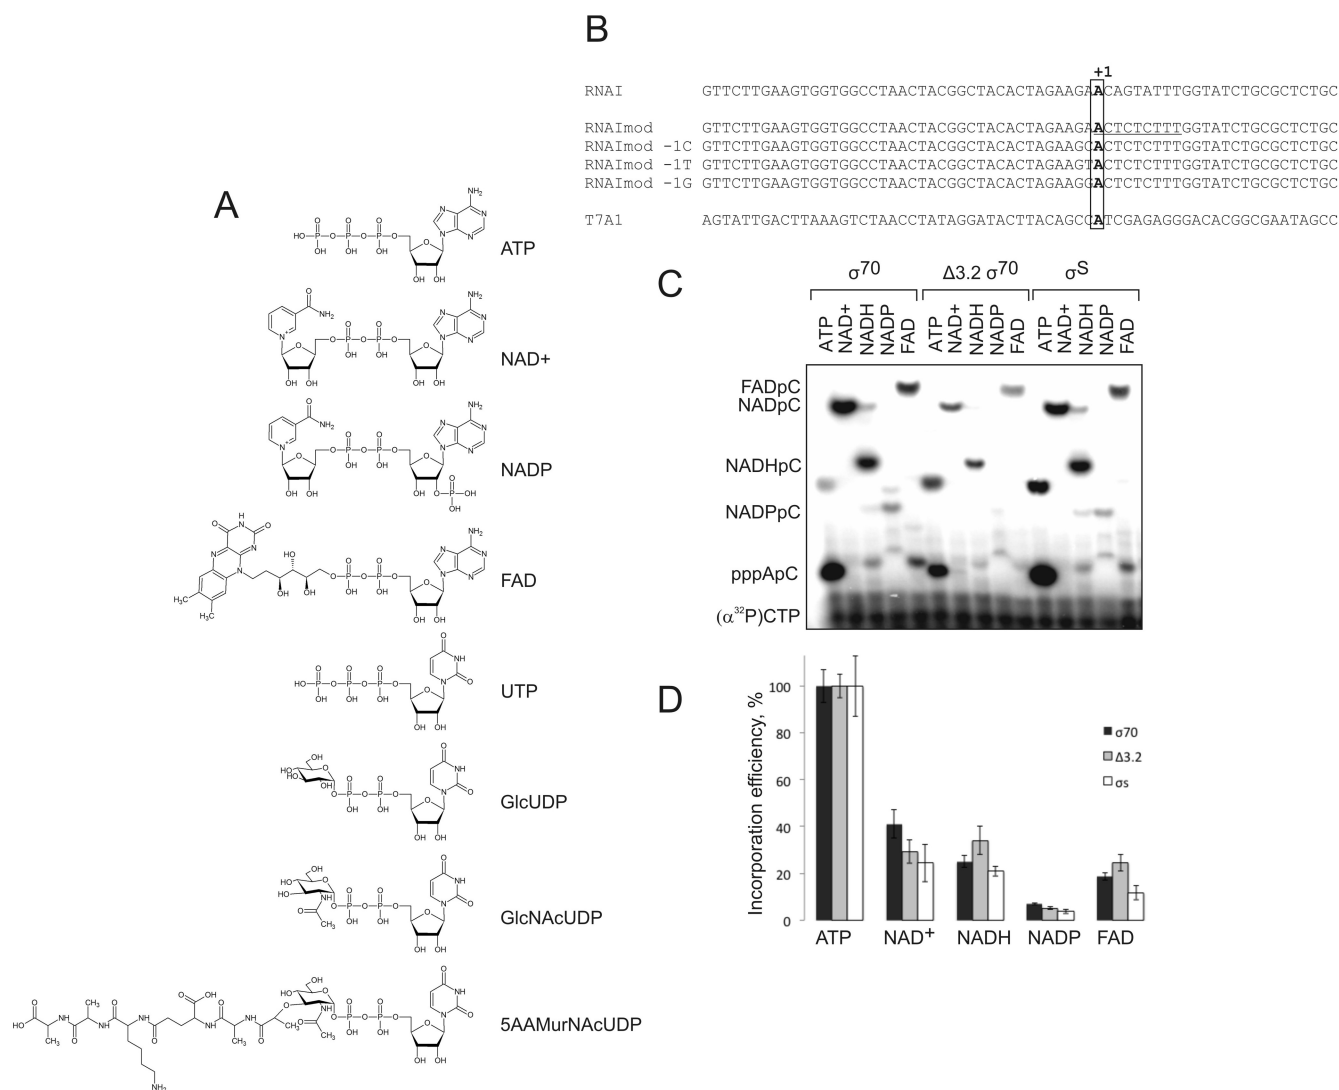 B
+1
RNAI GTTCTTGAAGTGGTGGCCTAACTACGGCTACACTAGAAGAACAGTATTTGGTATCTGCGCTCTGC
RNAImod GTTCTTGAAGTGGTGGCCTAACTACGGCTACACTAGAAGAACTCTCTTTGGTATCTGCGCTCTGC
RNAImod -1C GTTCTTGAAGTGGTGGCCTAACTACGGCTACACTAGAAGCACTCTCTTTGGTATCTGCGCTCTGC
RNAImod -1T GTTCTTGAAGTGGTGGCCTAACTACGGCTACACTAGAAGTACTCTCTTTGGTATCTGCGCTCTGC
RNAImod -1G GTTCTTGAAGTGGTGGCCTAACTACGGCTACACTAGAAGGACTCTCTTTGGTATCTGCGCTCTGC
T7A1 AGTATTGACTTAAAGTCTAACCTATAGGATACTTACAGCCATCGAGAGGGACACGGCGAATAGCC
A
ATP
NAD+
NADP
FAD
UTP
GlcUDP
GlcNAcUDP
5AAMurNAcUDP
C
σ70 Δ3.2 σ70 σS
ATP NAD+ NADH NADP FAD ATP NAD+ NADH NADP FAD ATP NAD+ NADH NADP FAD
FADpC
NADpC
NADHpC
NADPpC
pppApC
(α32P)CTP
D
Incorporation efficiency, %
100
80
60
40
20
0
σ70
Δ3.2
σs
ATP NAD+ NADH NADP FAD